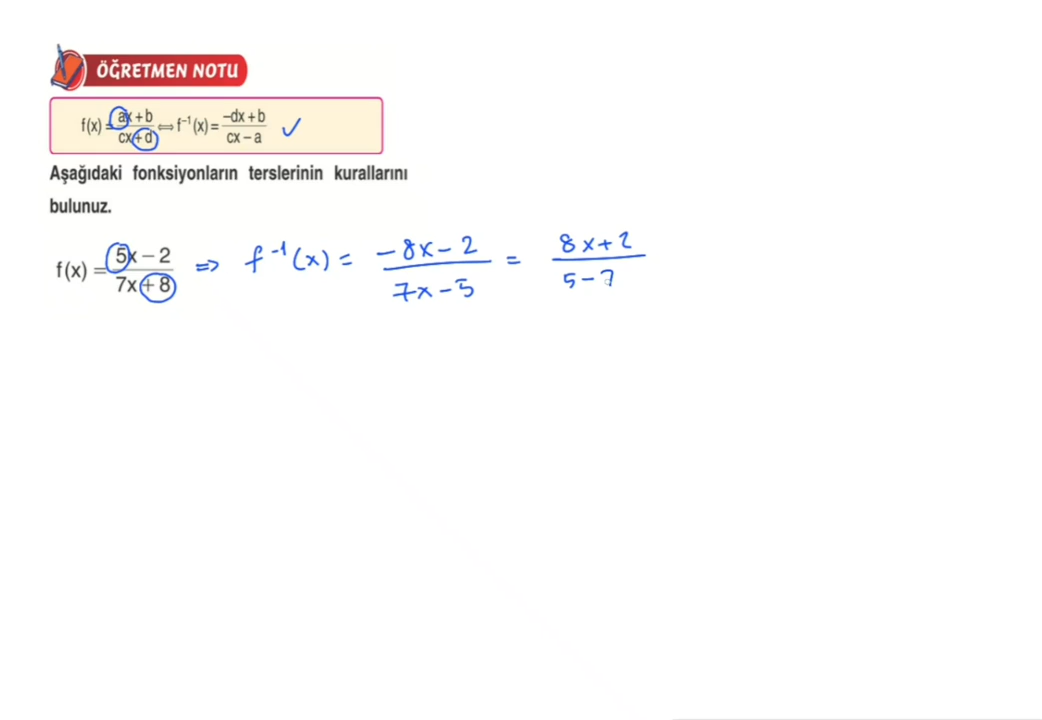 ÖĞRETMEN NOTU
f(x) = (ax + b)/(cx + d) ⇔ f⁻¹(x) = (-dx + b)/(cx - a) ✓
Aşağıdaki fonksiyonların terslerinin kurallarını
bulunuz.
f(x) = (5x - 2)/(7x + 8) ⇒ f⁻¹(x) = (-8x - 2)/(7x - 5) = (8x + 2)/(5 - 7